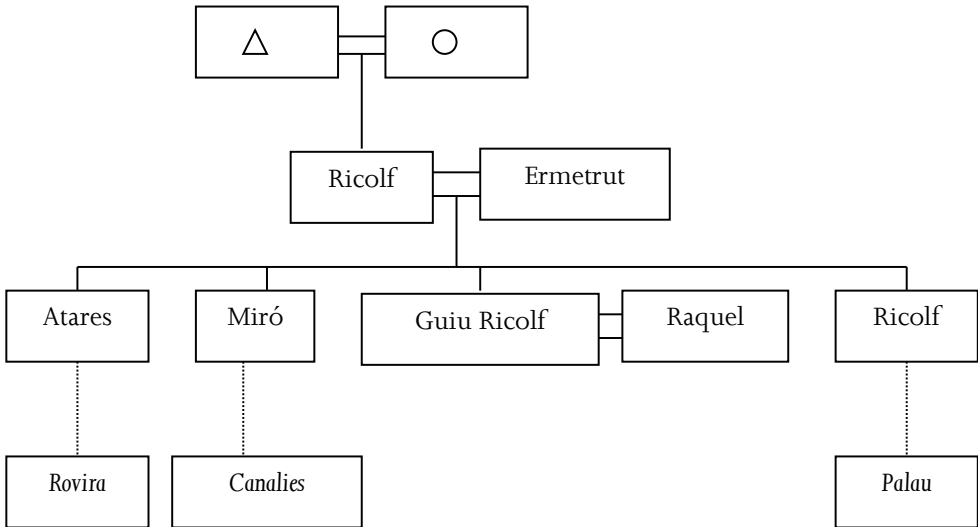 Ricolf
Ermetrut
Atares
Miró
Guiu Ricolf
Raquel
Ricolf
Rovira
Canalies
Palau